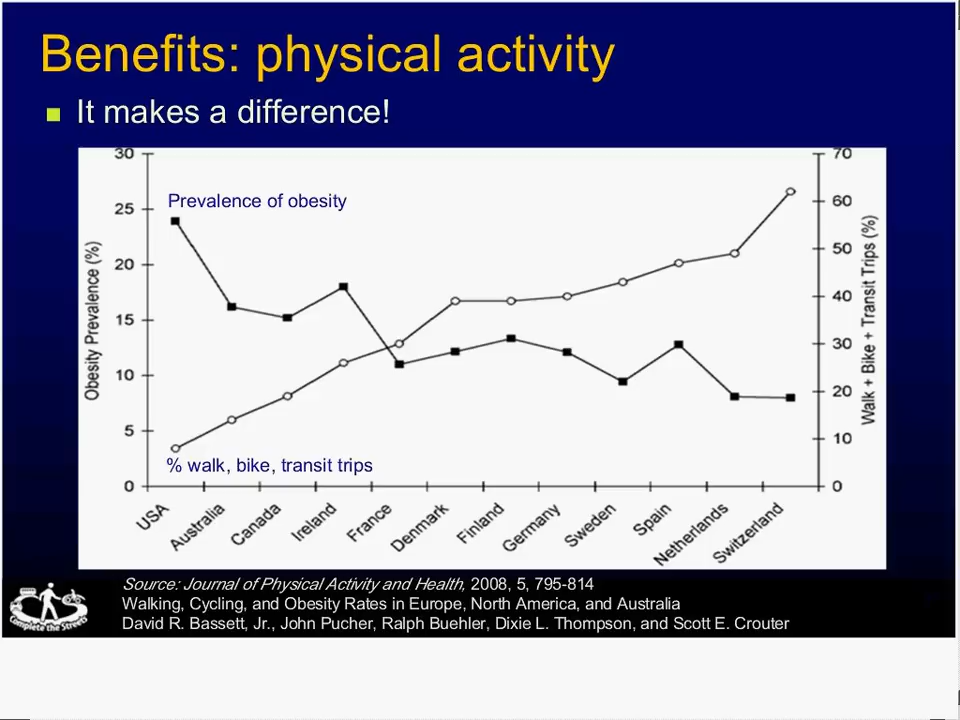 Benefits: physical activity
It makes a difference!
30
25
20
15
10
5
0
Obesity Prevalence (%)
Prevalence of obesity
% walk, bike, transit trips
70
60
50
40
30
20
10
0
Walk + Bike + Transit Trips (%)
USA
Australia
Canada
Ireland
France
Denmark
Finland
Germany
Sweden
Spain
Netherlands
Switzerland
Source: Journal of Physical Activity and Health, 2008, 5, 795-814
Walking, Cycling, and Obesity Rates in Europe, North America, and Australia
David R. Bassett, Jr., John Pucher, Ralph Buehler, Dixie L. Thompson, and Scott E. Crouter
Complete the Streets